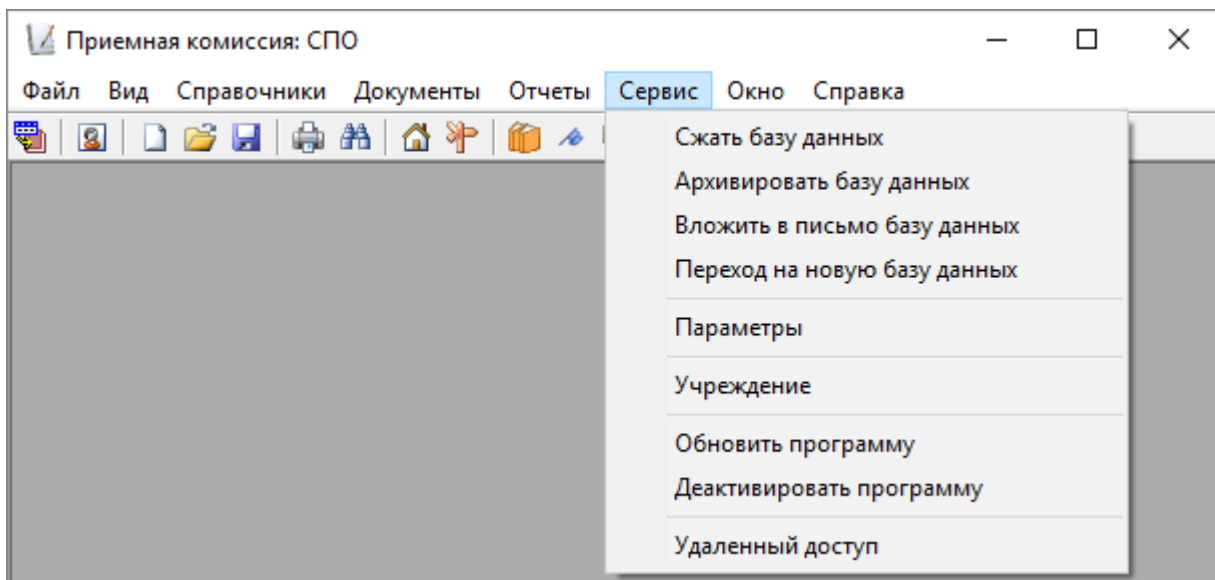 Приемная комиссия: СПО
Файл Вид Справочники Документы Отчеты Сервис Окно Справка
Сжать базу данных
Архивировать базу данных
Вложить в письмо базу данных
Переход на новую базу данных
Параметры
Учреждение
Обновить программу
Деактивировать программу
Удаленный доступ